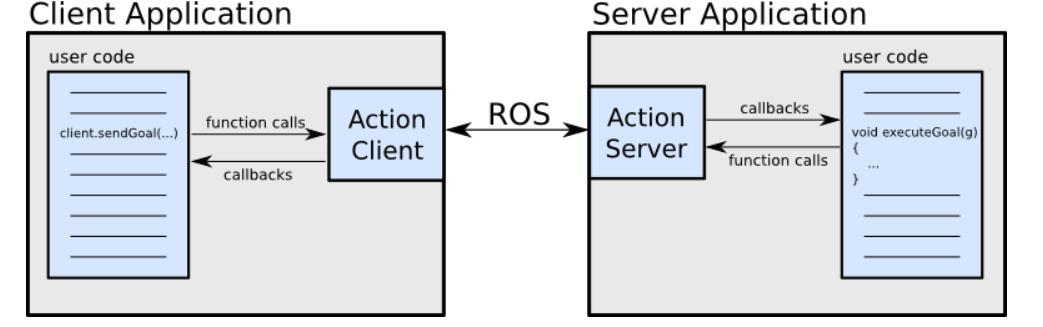 Client Application
user code
client.sendGoal(...)
function calls
callbacks
Action
Client
ROS
Server Application
Action
Server
callbacks
function calls
user code
void executeGoal(g)
{
...
}